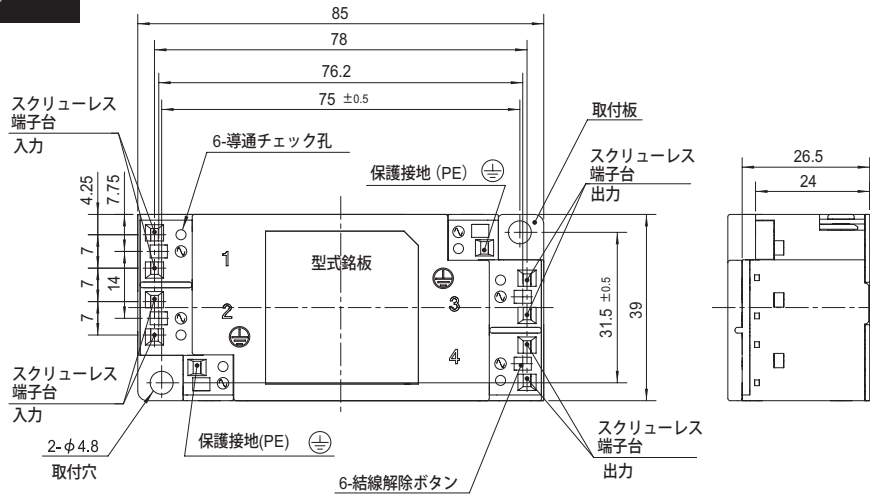 85
78
76.2
75 ±0.5
スクリューレス
端子台
入力
6-導通チェック孔
保護接地 (PE)
取付板
スクリューレス
端子台
出力
26.5
24
4.25
7.75
7
14
7
7
1
2
型式銘板
3
4
31.5 ±0.5
39
スクリューレス
端子台
入力
2-φ4.8
取付穴
保護接地(PE)
6-結線解除ボタン
スクリューレス
端子台
出力